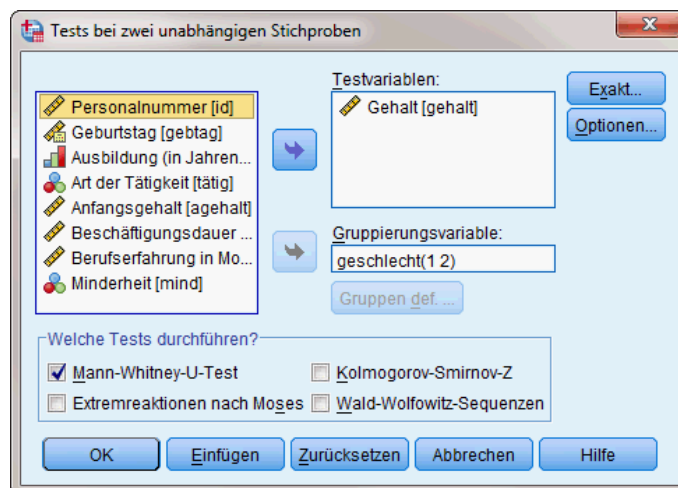 Tests bei zwei unabhängigen Stichproben
Personalnummer [id]
Geburtstag [gebtag]
Ausbildung (in Jahren...
Art der Tätigkeit [tätig]
Anfangsgehalt [agehalt]
Beschäftigungsdauer ...
Berufserfahrung in Mo...
Minderheit [mind]
Testvariablen:
Gehalt [gehalt]
Exakt...
Optionen...
Gruppierungsvariable:
geschlecht(1 2)
Gruppen def. ...
Welche Tests durchführen?
Mann-Whitney-U-Test
Kolmogorov-Smirnov-Z
Extremreaktionen nach Moses
Wald-Wolfowitz-Sequenzen
OK
Einfügen
Zurücksetzen
Abbrechen
Hilfe